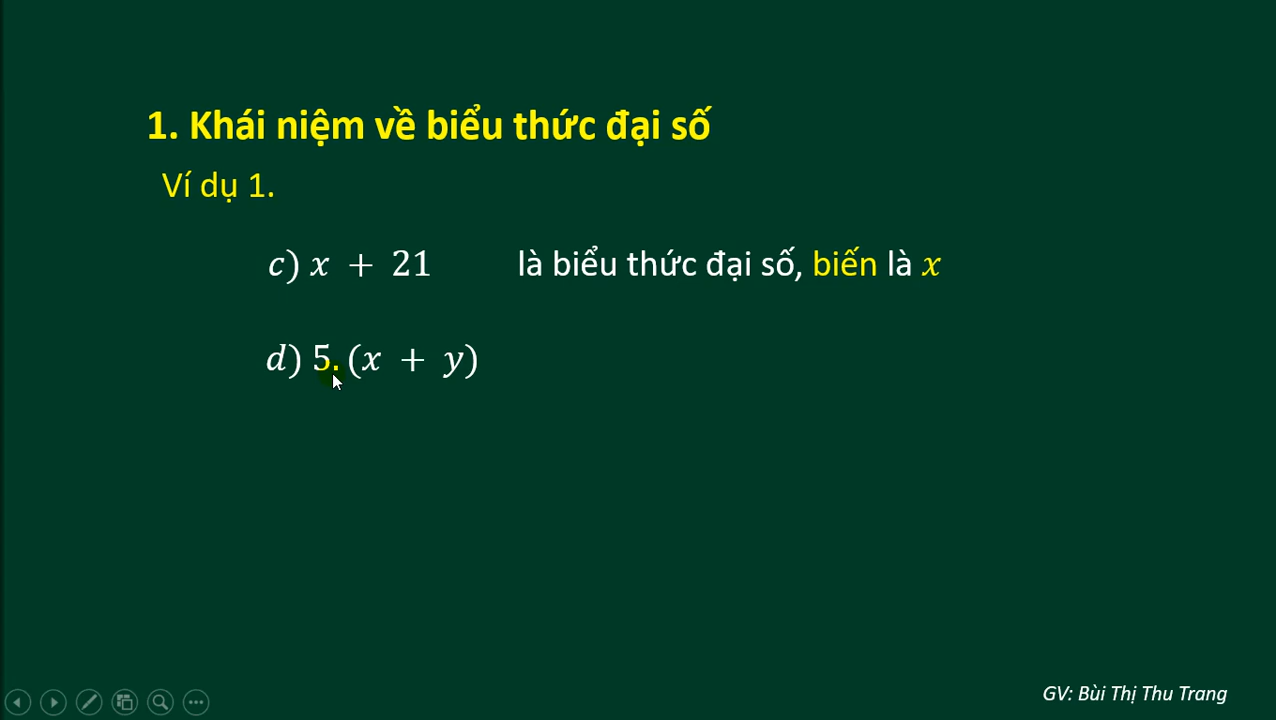 1. Khái niệm về biểu thức đại số
Ví dụ 1.
c) x + 21 là biểu thức đại số, biến là x
d) 5. (x + y)
GV: Bùi Thị Thu Trang